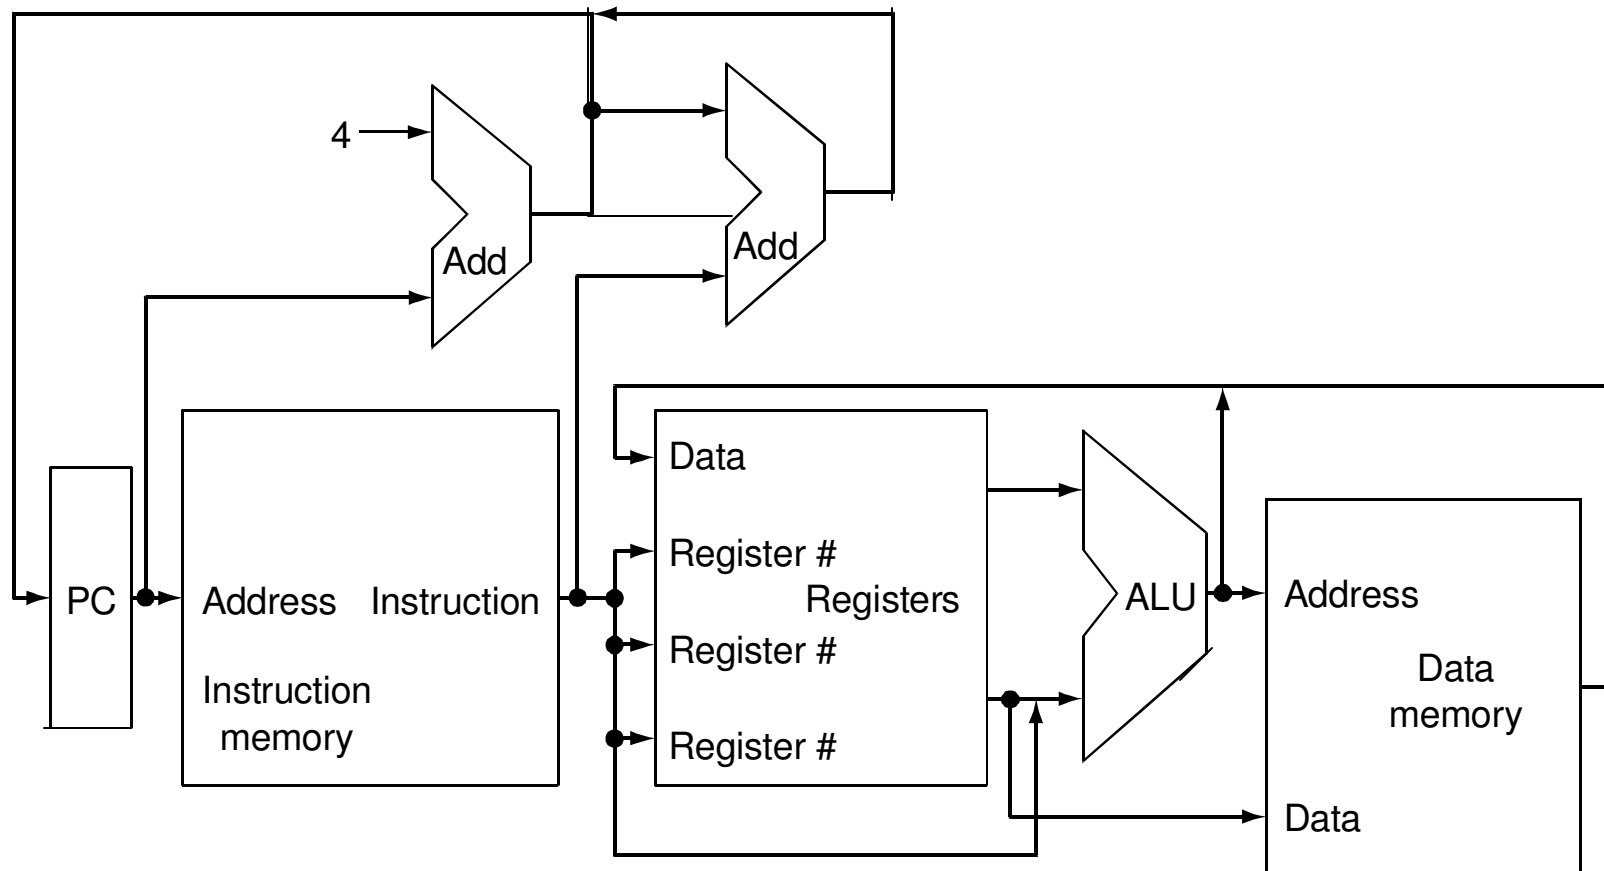 4
Add
Add
Data
Register #
PC
Address
Instruction
Registers
ALU
Address
Register #
Data
memory
Instruction
memory
Register #
Data